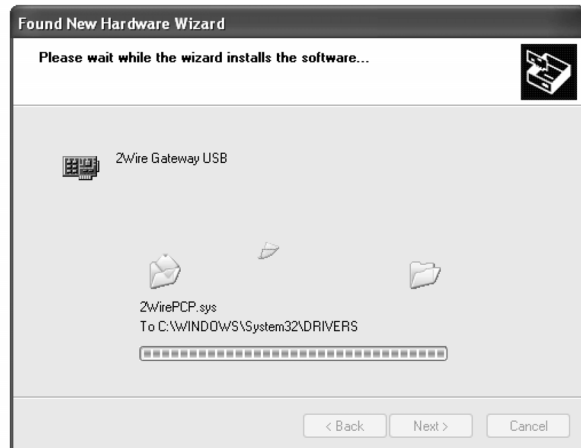 Found New Hardware Wizard
Please wait while the wizard installs the software...
2Wire Gateway USB
2WirePCP.sys
To C:\WINDOWS\System32\DRIVERS
< Back Next > Cancel